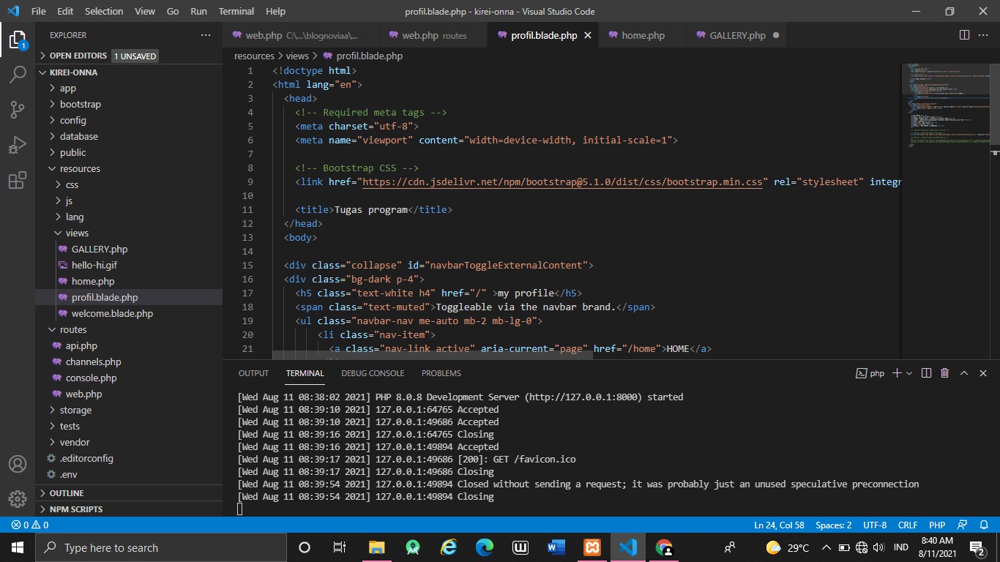 File Edit Selection View Go Run Terminal Help
profil.blade.php - kirei-onna - Visual Studio Code
EXPLORER
OPEN EDITORS 1 UNSAVED
KIREI-ONNA
app
bootstrap
config
database
public
resources
css
js
lang
views
GALLERY.php
hello-hi.gif
home.php
profil.blade.php
welcome.blade.php
routes
api.php
channels.php
console.php
web.php
storage
tests
vendor
.editorconfig
.env
OUTLINE
NPM SCRIPTS
1
web.php C:\...\blognoviaa\... web.php routes profil.blade.php home.php GALLERY.php
resources > views > profil.blade.php
1 <!doctype html>
2 <html lang="en">
3 <head>
4 <!-- Required meta tags -->
5 <meta charset="utf-8">
6 <meta name="viewport" content="width=device-width, initial-scale=1">
7
8 <!-- Bootstrap CSS -->
9 <link href="https://cdn.jsdelivr.net/npm/bootstrap@5.1.0/dist/css/bootstrap.min.css" rel="stylesheet" integr
10
11 <title>Tugas program</title>
12 </head>
13 <body>
14
15 <div class="collapse" id="navbarToggleExternalContent">
16 <div class="bg-dark p-4">
17 <h5 class="text-white h4" href="/" >my profile</h5>
18 <span class="text-muted">Toggleable via the navbar brand.</span>
19 <ul class="navbar-nav me-auto mb-2 mb-lg-0">
20 <li class="nav-item">
21 <a class="nav-link active" aria-current="page" href="/home">HOME</a>
OUTPUT TERMINAL DEBUG CONSOLE PROBLEMS
php
[Wed Aug 11 08:38:02 2021] PHP 8.0.8 Development Server (http://127.0.0.1:8000) started
[Wed Aug 11 08:39:10 2021] 127.0.0.1:64765 Accepted
[Wed Aug 11 08:39:10 2021] 127.0.0.1:49686 Accepted
[Wed Aug 11 08:39:16 2021] 127.0.0.1:64765 Closing
[Wed Aug 11 08:39:16 2021] 127.0.0.1:49894 Accepted
[Wed Aug 11 08:39:17 2021] 127.0.0.1:49686 [200]: GET /favicon.ico
[Wed Aug 11 08:39:17 2021] 127.0.0.1:49686 Closing
[Wed Aug 11 08:39:54 2021] 127.0.0.1:49894 Closed without sending a request; it was probably just an unused speculative preconnection
[Wed Aug 11 08:39:54 2021] 127.0.0.1:49894 Closing
0 0
Ln 24, Col 58 Spaces: 2 UTF-8 CRLF PHP
Type here to search
29°C
IND
8:40 AM
8/11/2021
2